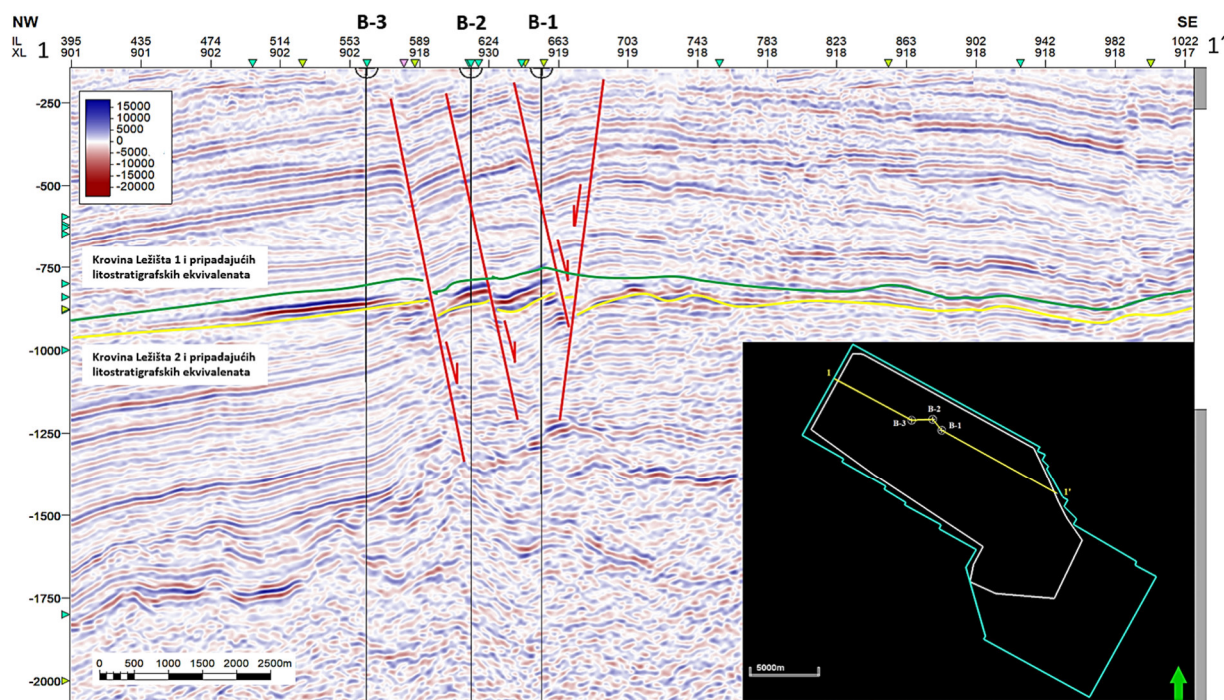 NW B-3 B-2 B-1 SE
IL 395 435 474 514 553 589 624 663 703 743 783 823 863 902 948 982 1022
XL 901 901 902 902 902 918 930 919 919 918 918 918 918 918 918 918 917
1 1'
-250
-500
-750
-1000
-1250
-1500
-1750
-2000
15000
10000
5000
0
-5000
-10000
-15000
-20000
Krovina Ležišta 1 i pripadajućih
litostratigrafskih ekvivalenata
Krovina Ležišta 2 i pripadajućih
litostratigrafskih ekvivalenata
0 500 1000 1500 2000 2500m
1
B-2
B-3
B-1
1'
5000m